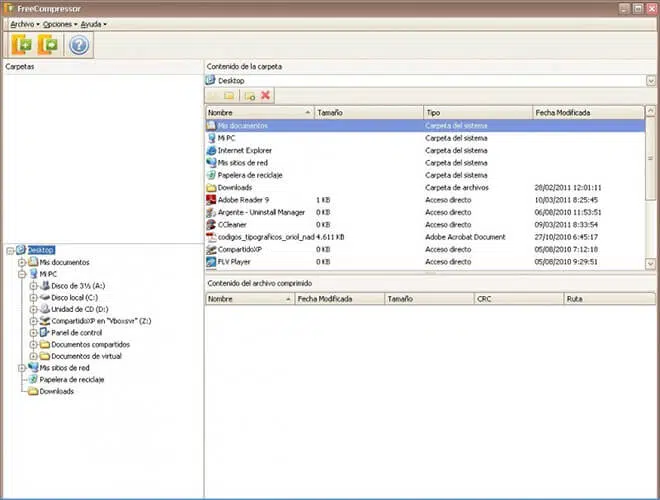 FreeCompressor
Archivo Opciones Ayuda
Carpetas
Contenido de la carpeta
Desktop
Nombre Tamaño Tipo Fecha Modificada
Mis documentos Carpeta del sistema
Mi PC Carpeta del sistema
Internet Explorer Carpeta del sistema
Mis sitios de red Carpeta del sistema
Papelera de reciclaje Carpeta del sistema
Downloads Carpeta de archivos 28/02/2011 12:01:11
Adobe Reader 9 1 KB Acceso directo 10/03/2011 8:25:45
Argente - Uninstall Manager 0 KB Acceso directo 06/08/2010 11:53:51
CCleaner 0 KB Acceso directo 09/03/2011 8:33:54
codigos_tipograficos_oriol_nad 4.611 KB Adobe Acrobat Document 27/10/2010 6:45:17
CompartidoXP 0 KB Acceso directo 05/08/2010 7:12:18
FLV Player 0 KB Acceso directo 05/08/2010 9:29:51
Desktop
Mis documentos
Mi PC
Disco de 3½ (A:)
Disco local (C:)
Unidad de CD (D:)
CompartidoXP en "Vboxsvr" (Z:)
Panel de control
Documentos compartidos
Documentos de virtual
Mis sitios de red
Papelera de reciclaje
Downloads
Contenido del archivo comprimido
Nombre Fecha Modificada Tamaño CRC Ruta